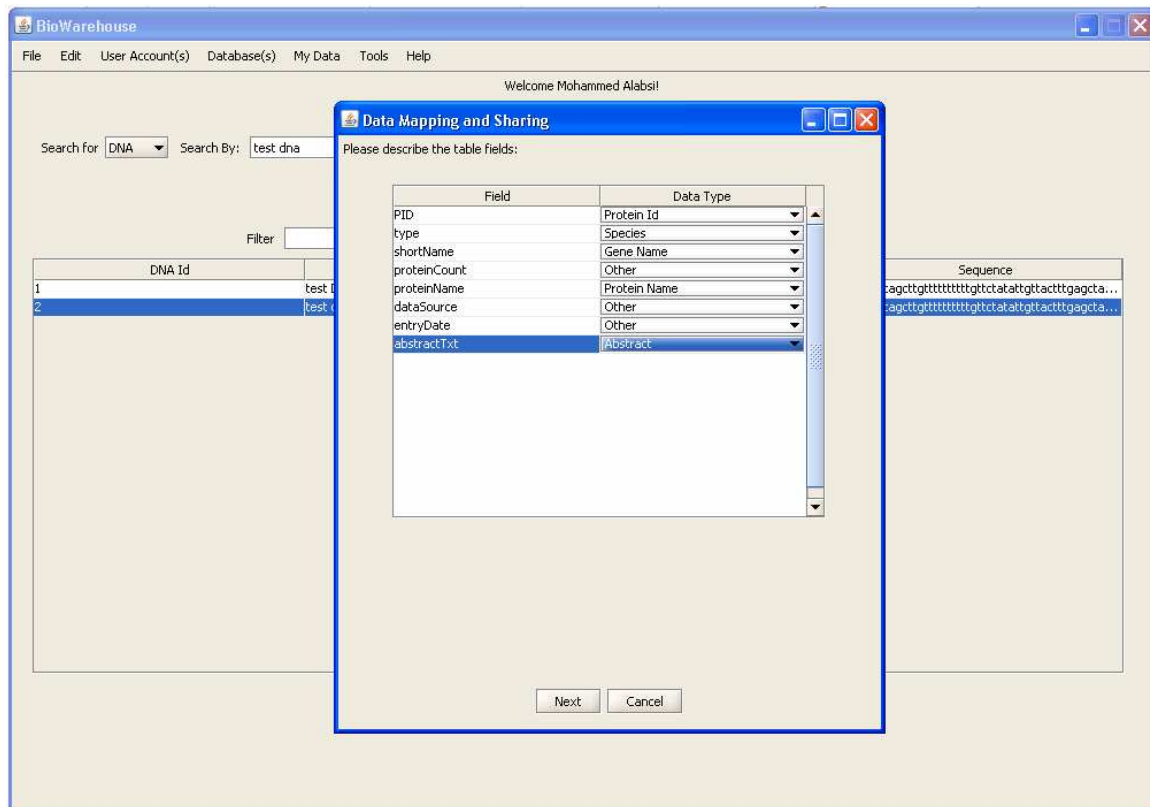 BioWarehouse
File Edit User Account(s) Database(s) My Data Tools Help
Welcome Mohammed Alabsi!
Search for DNA Search By: test dna
Filter
DNA Id Sequence
1 test
2 test
Data Mapping and Sharing
Please describe the table fields:
Field Data Type
PID Protein Id
type Species
shortName Gene Name
proteinCount Other
proteinName Protein Name
dataSource Other
entryDate Other
abstractTxt Abstract
Next Cancel